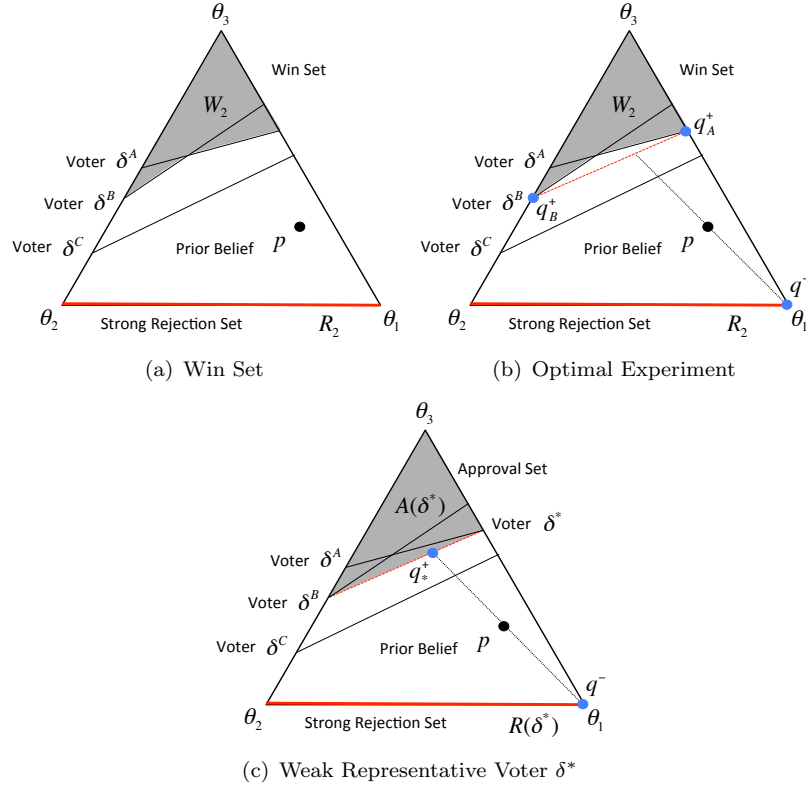 θ₃
Win Set
W₂
Voter δᴬ
Voter δᴮ
Voter δᶜ
Prior Belief
p
θ₂
θ₁
Strong Rejection Set
R₂
(a) Win Set
θ₃
Win Set
W₂
q⁺_A
Voter δᴬ
Voter δᴮ
q⁺_B
Voter δᶜ
Prior Belief
p
q⁻
θ₂
θ₁
Strong Rejection Set
R₂
(b) Optimal Experiment
θ₃
Approval Set
A(δ*)
Voter δ*
Voter δᴬ
q⁺_*
Voter δᴮ
Voter δᶜ
Prior Belief
p
q⁻
θ₂
θ₁
Strong Rejection Set
R(δ*)
(c) Weak Representative Voter δ*